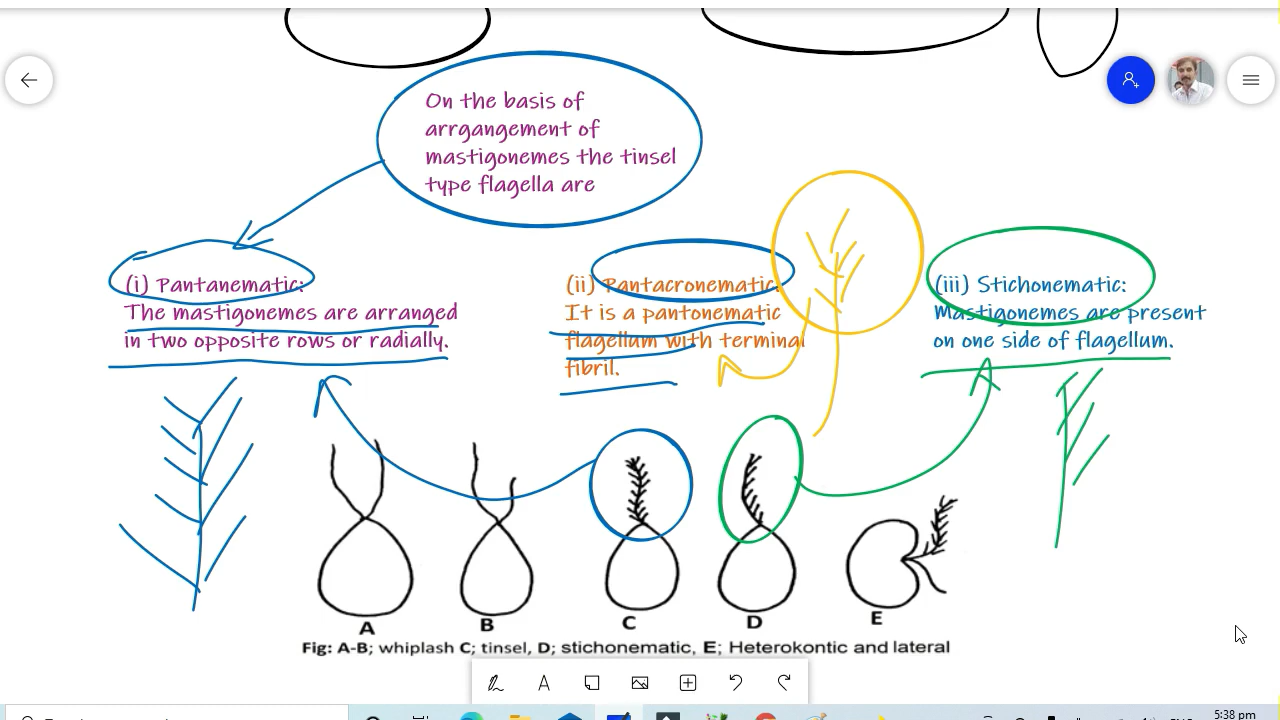 On the basis of
arrgangement of
mastigonemes the tinsel
type flagella are
(i) Pantanematic:
The mastigonemes are arranged
in two opposite rows or radially.
(ii) Pantacronematic:
It is a pantonematic
flagellum with terminal
fibril.
(iii) Stichonematic:
Mastigonemes are present
on one side of flagellum.
A
B
C
D
E
Fig: A-B; whiplash C; tinsel, D; stichonematic, E; Heterokontic and lateral
5:38 pm